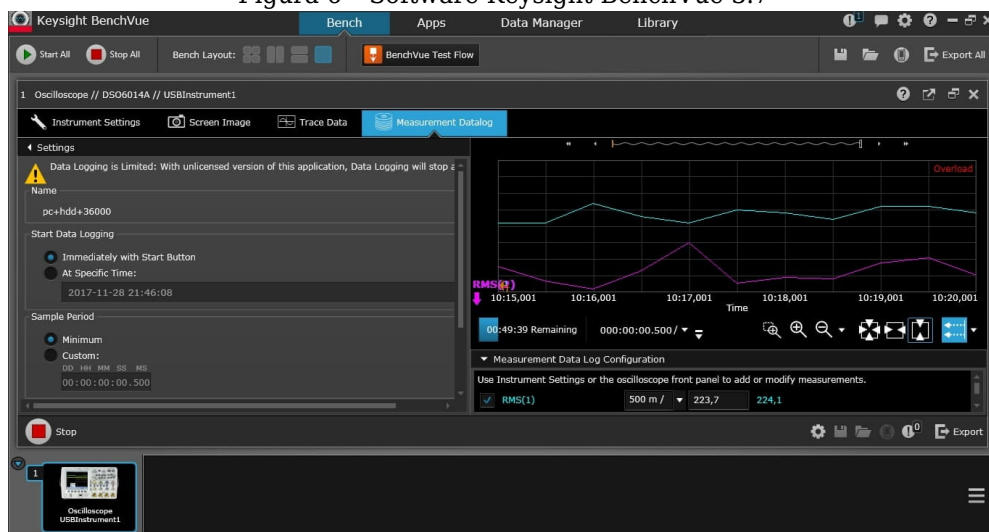 Figura 6 – Software Keysight BenchVue 3.7
Keysight BenchVue
Bench Apps Data Manager Library
Start All Stop All Bench Layout: BenchVue Test Flow Export All
1 Oscilloscope // DSO6014A // USBInstrument1
Instrument Settings Screen Image Trace Data Measurement Datalog
Settings
Data Logging is Limited: With unlicensed version of this application, Data Logging will stop a
Name
pc+hdd+36000
Start Data Logging
Immediately with Start Button
At Specific Time:
2017-11-28 21:46:08
Sample Period
Minimum
Custom:
DD HH MM SS MS
00:00:00:00.500
Overload
RMS(2)
10:15,001 10:16,001 10:17,001 10:18,001 10:19,001 10:20,001
Time
00:49:39 Remaining 000:00:00.500/
Measurement Data Log Configuration
Use Instrument Settings or the oscilloscope front panel to add or modify measurements.
RMS(1) 500 m / 223,7 224,1
Stop 0 Export
1
Oscilloscope
USBInstrument1